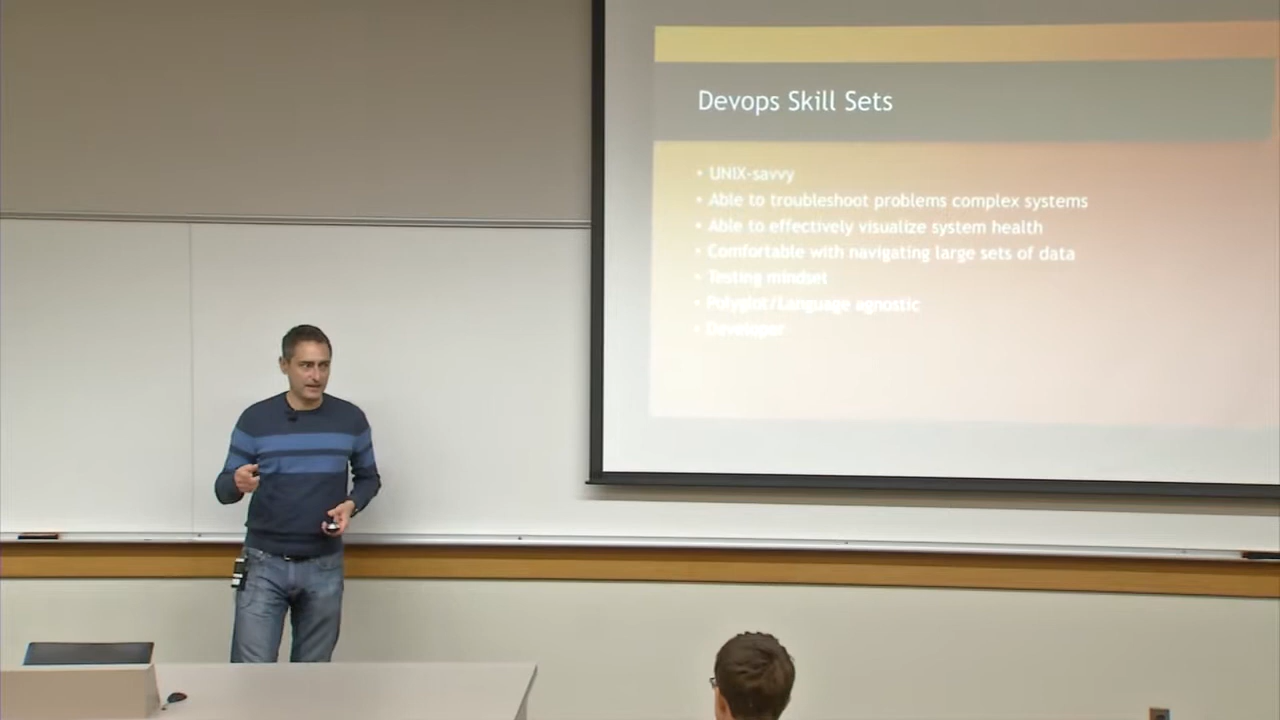 Devops Skill Sets
• UNIX-savvy
• Able to troubleshoot problems complex systems
• Able to effectively visualize system health
• Comfortable with navigating large sets of data
• Testing mindset
• Polyglot/Language agnostic
• Developer